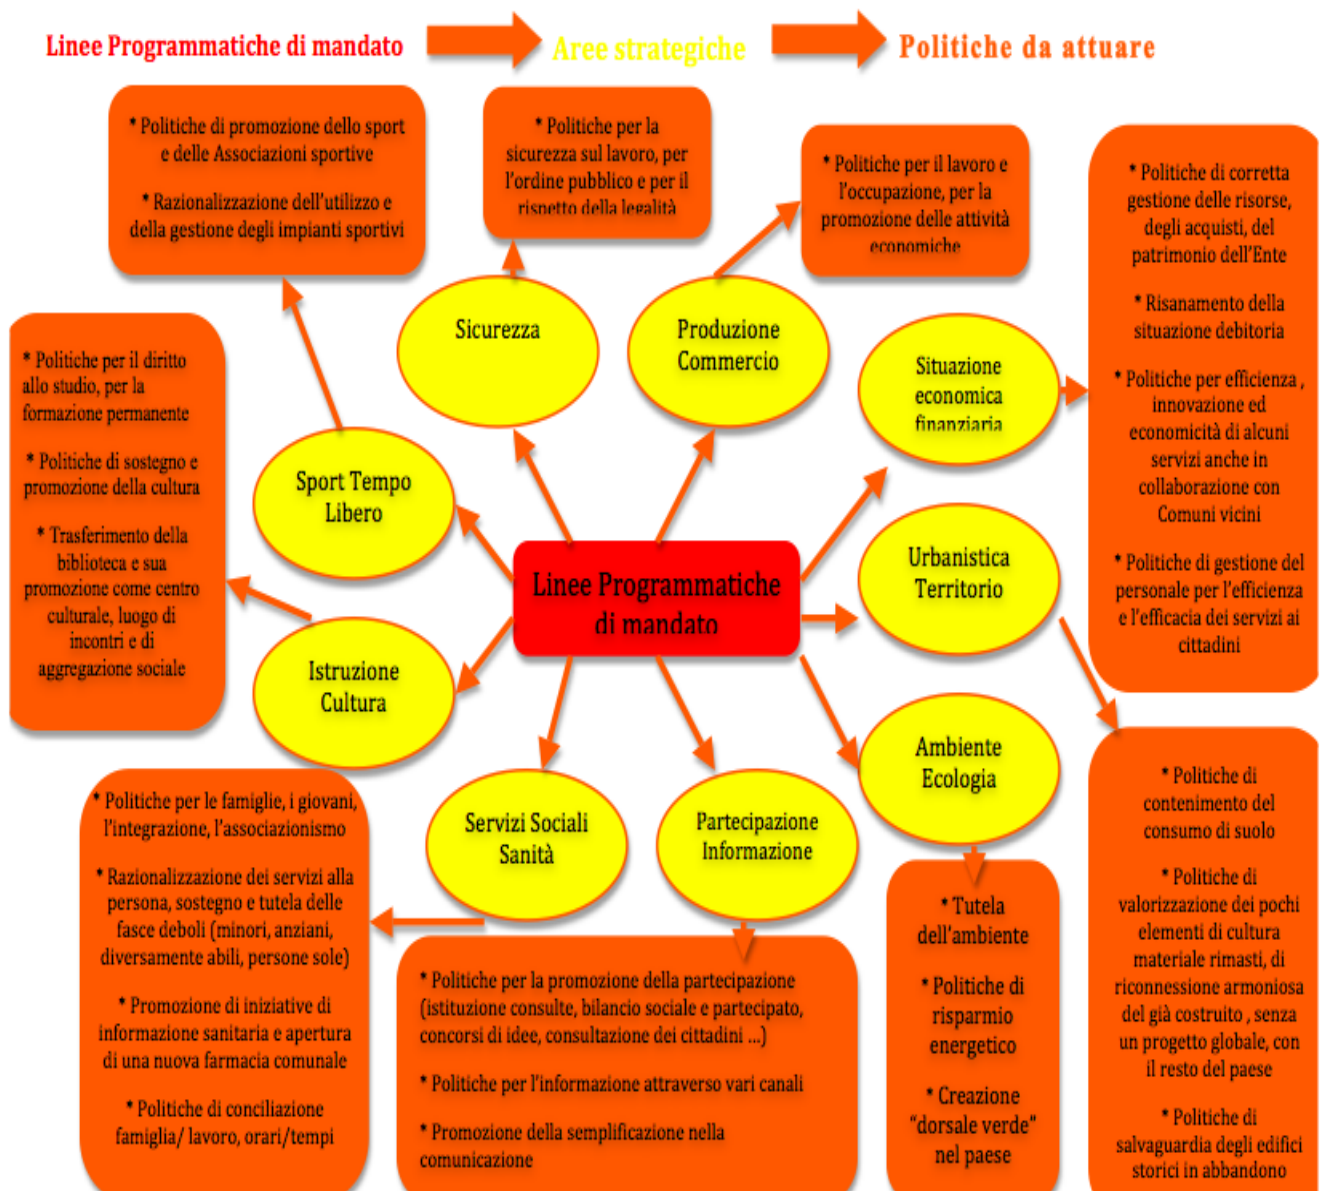 Linee Programmatiche di mandato
Aree strategiche
Politiche da attuare
* Politiche di promozione dello sport
e delle Associazioni sportive
* Razionalizzazione dell'utilizzo e
della gestione degli impianti sportivi
* Politiche per la
sicurezza sul lavoro, per
l'ordine pubblico e per il
rispetto della legalità
* Politiche per il lavoro e
l'occupazione, per la
promozione delle attività
economiche
* Politiche di corretta
gestione delle risorse,
degli acquisti, del
patrimonio dell'Ente
* Risanamento della
situazione debitoria
* Politiche per efficienza ,
innovazione ed
economicità di alcuni
servizi anche in
collaborazione con
Comuni vicini
* Politiche di gestione del
personale per l'efficienza
e l'efficacia dei servizi ai
cittadini
Sicurezza
Produzione
Commercio
Situazione
economica
finanziaria
* Politiche per il diritto
allo studio, per la
formazione permanente
* Politiche di sostegno e
promozione della cultura
* Trasferimento della
biblioteca e sua
promozione come centro
culturale, luogo di
incontri e di
aggregazione sociale
Sport Tempo
Libero
Urbanistica
Territorio
Linee Programmatiche
di mandato
Istruzione
Cultura
Ambiente
Ecologia
Servizi Sociali
Sanità
Partecipazione
Informazione
* Politiche per le famiglie, i giovani,
l'integrazione, l'associazionismo
* Razionalizzazione dei servizi alla
persona, sostegno e tutela delle
fasce deboli (minori, anziani,
diversamente abili, persone sole)
* Promozione di iniziative di
informazione sanitaria e apertura
di una nuova farmacia comunale
* Politiche di conciliazione
famiglia/ lavoro, orari/tempi
* Politiche per la promozione della partecipazione
(istituzione consulte, bilancio sociale e partecipato,
concorsi di idee, consultazione dei cittadini ...)
* Politiche per l'informazione attraverso vari canali
* Promozione della semplificazione nella
comunicazione
* Tutela
dell'ambiente
* Politiche di
risparmio
energetico
* Creazione
"dorsale verde"
nel paese
* Politiche di
contenimento del
consumo di suolo
* Politiche di
valorizzazione dei pochi
elementi di cultura
materiale rimasti, di
riconnessione armoniosa
del già costruito , senza
un progetto globale, con
il resto del paese
* Politiche di
salvaguardia degli edifici
storici in abbandono